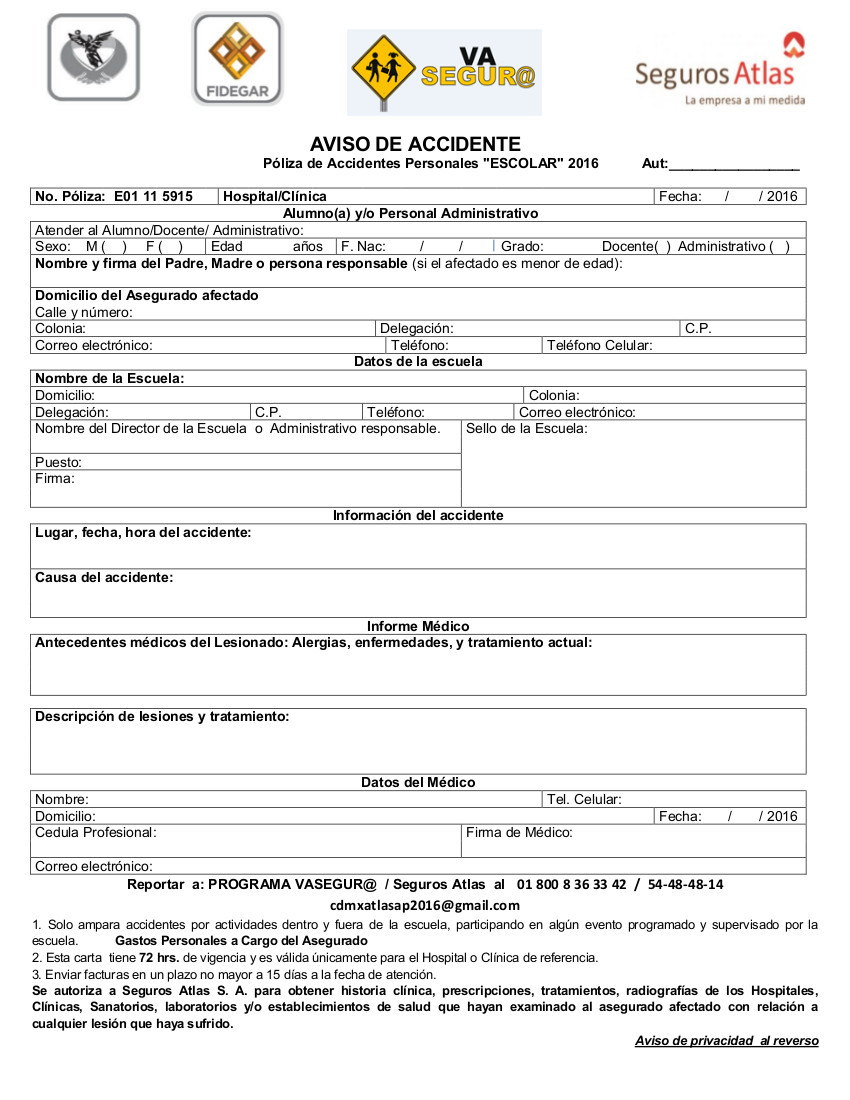 FIDEGAR
VA
SEGUR@
Seguros Atlas
La empresa a mi medida
AVISO DE ACCIDENTE
Póliza de Accidentes Personales "ESCOLAR" 2016 Aut:_________________
No. Póliza: E01 11 5915 Hospital/Clínica Fecha: / / 2016
Alumno(a) y/o Personal Administrativo
Atender al Alumno/Docente/ Administrativo:
Sexo: M ( ) F ( ) Edad años F. Nac: / / Grado: Docente( ) Administrativo ( )
Nombre y firma del Padre, Madre o persona responsable (si el afectado es menor de edad):
Domicilio del Asegurado afectado
Calle y número:
Colonia: Delegación: C.P.
Correo electrónico: Teléfono: Teléfono Celular:
Datos de la escuela
Nombre de la Escuela:
Domicilio: Colonia:
Delegación: C.P. Teléfono: Correo electrónico:
Nombre del Director de la Escuela o Administrativo responsable. Sello de la Escuela:
Puesto:
Firma:
Información del accidente
Lugar, fecha, hora del accidente:
Causa del accidente:
Informe Médico
Antecedentes médicos del Lesionado: Alergias, enfermedades, y tratamiento actual:
Descripción de lesiones y tratamiento:
Datos del Médico
Nombre: Tel. Celular:
Domicilio: Fecha: / / 2016
Cedula Profesional: Firma de Médico:
Correo electrónico:
Reportar a: PROGRAMA VASEGUR@ / Seguros Atlas al 01 800 8 36 33 42 / 54-48-48-14
cdmxatlasap2016@gmail.com
1. Solo ampara accidentes por actividades dentro y fuera de la escuela, participando en algún evento programado y supervisado por la
escuela. Gastos Personales a Cargo del Asegurado
2. Esta carta tiene 72 hrs. de vigencia y es válida únicamente para el Hospital o Clínica de referencia.
3. Enviar facturas en un plazo no mayor a 15 días a la fecha de atención.
Se autoriza a Seguros Atlas S. A. para obtener historia clínica, prescripciones, tratamientos, radiografías de los Hospitales,
Clínicas, Sanatorios, laboratorios y/o establecimientos de salud que hayan examinado al asegurado afectado con relación a
cualquier lesión que haya sufrido.
Aviso de privacidad al reverso